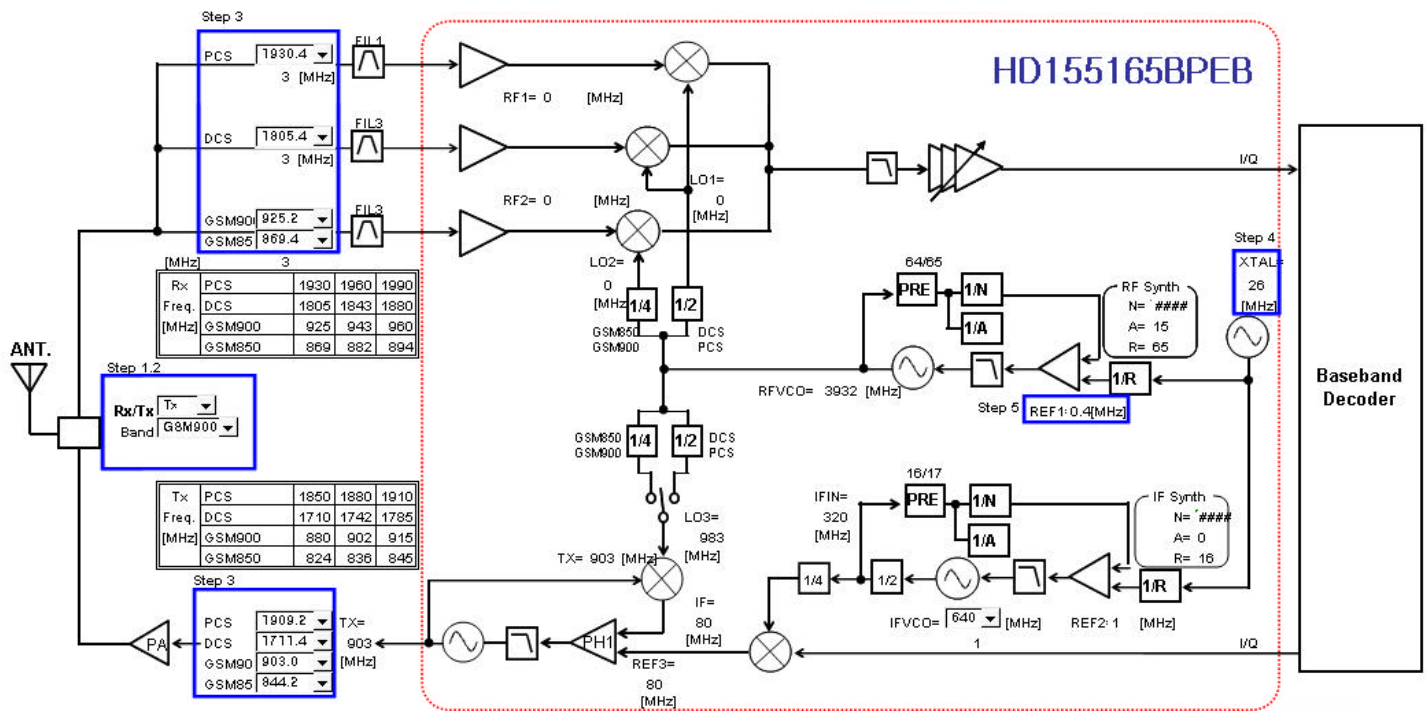 Step 3
PCS 1930.4
3 [MHz]
FIL1
RF1= 0 [MHz]
HD155165BPEB
DCS 1805.4
3 [MHz]
FIL3
RF2= 0 [MHz]
LO1=
0
[MHz]
I/Q
GSM90 925.2
GSM85 869.4
[MHz] 3
FIL3
LO2=
0
[MHz]
1/4
1/2
GSM850 DCS
GSM900 PCS
Rx PCS 1930 1960 1990
Freq. DCS 1805 1843 1880
[MHz] GSM900 925 943 960
GSM850 869 882 894
64/65
PRE
1/N
1/A
RF Synth
N= ####
A= 15
R= 65
Step 4
XTAL=
26
[MHz]
RFVCO= 3932 [MHz]
1/R
Step 5
REF1: 0.4[MHz]
Baseband
Decoder
ANT.
Step 1.2
Rx/Tx Tx
Band GSM900
GSM850 1/4 1/2 DCS
GSM900 PCS
Tx PCS 1850 1880 1910
Freq. DCS 1710 1742 1785
[MHz] GSM900 880 902 915
GSM850 824 836 845
LO3=
983
[MHz]
TX= 903 [MHz]
16/17
IFIN=
320
[MHz]
PRE
1/N
1/A
IF Synth
N= ####
A= 0
R= 16
1/4
1/2
1/R
IFVCO= 640 [MHz]
REF2: 1 [MHz]
Step 3
PCS 1909.2
DCS 1711.4
GSM90 903.0
GSM85 844.2
TX=
903
[MHz]
PA
PH1
IF=
80
[MHz]
REF3=
80
[MHz]
1
I/Q